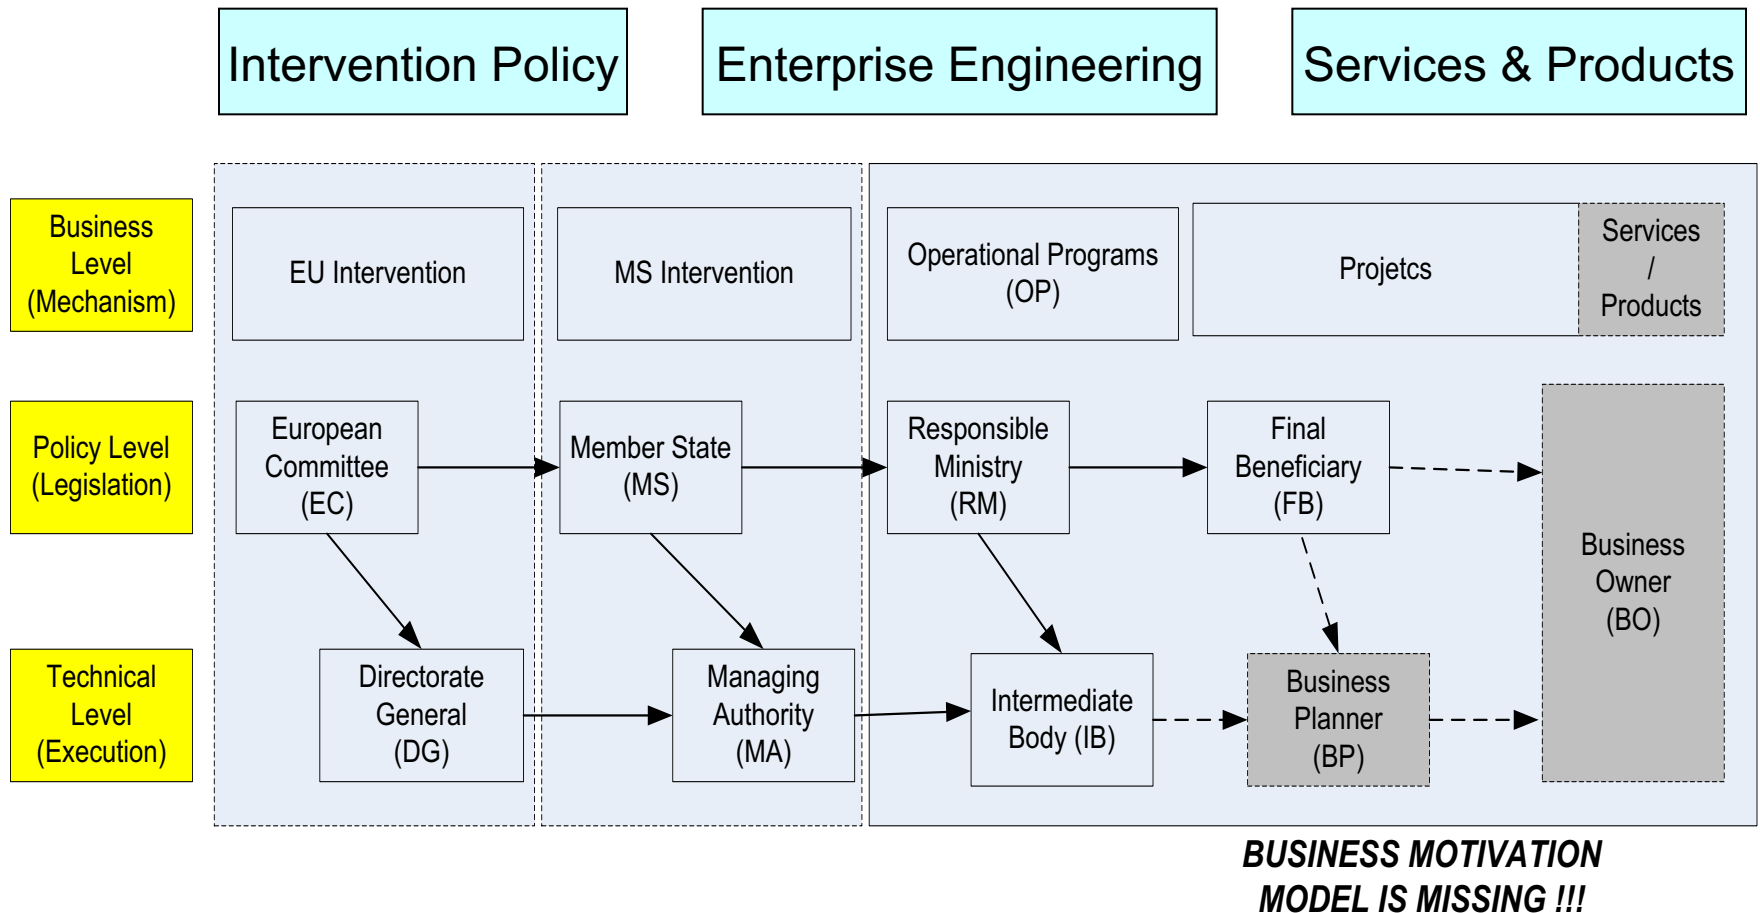 Intervention Policy
Enterprise Engineering
Services & Products
Business
Level
(Mechanism)
EU Intervention
MS Intervention
Operational Programs
(OP)
Projetcs
Services
/
Products
Policy Level
(Legislation)
European
Committee
(EC)
Member State
(MS)
Responsible
Ministry
(RM)
Final
Beneficiary
(FB)
Business
Owner
(BO)
Technical
Level
(Execution)
Directorate
General
(DG)
Managing
Authority
(MA)
Intermediate
Body (IB)
Business
Planner
(BP)
BUSINESS MOTIVATION
MODEL IS MISSING !!!